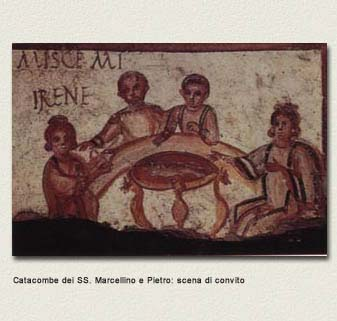 MISCE MI
IRENE
Catacombe dei SS. Marcellino e Pietro: scena di convito